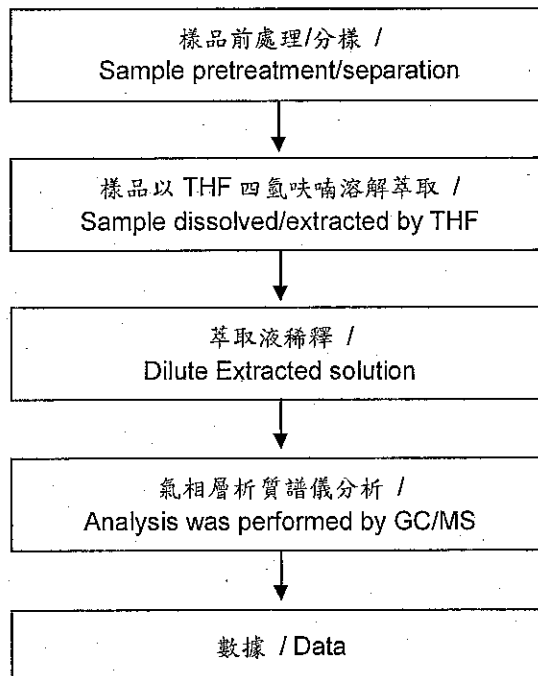 樣品前處理/分樣 /
Sample pretreatment/separation
樣品以 THF 四氫呋喃溶解萃取 /
Sample dissolved/extracted by THF
萃取液稀釋 /
Dilute Extracted solution
氣相層析質譜儀分析 /
Analysis was performed by GC/MS
數據 / Data